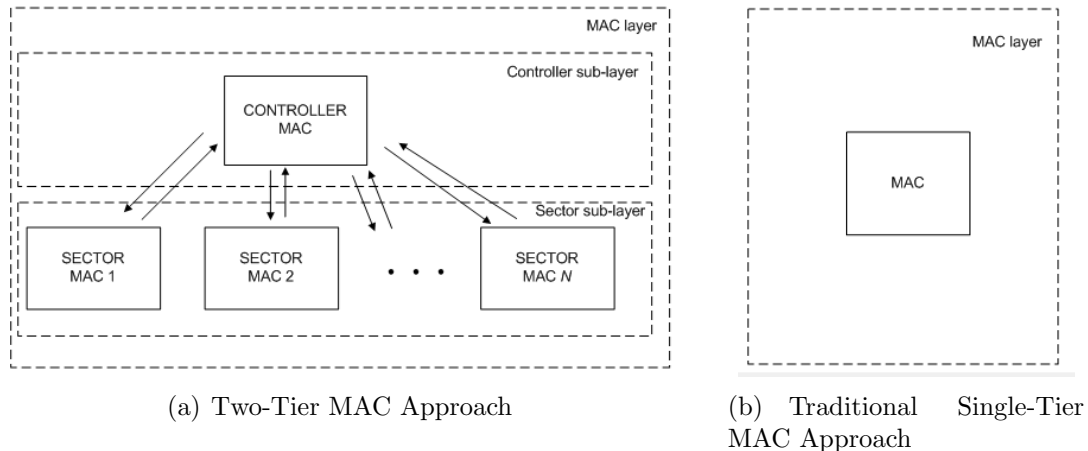 MAC layer
Controller sub-layer
CONTROLLER
MAC
Sector sub-layer
SECTOR
MAC 1
SECTOR
MAC 2
• • •
SECTOR
MAC N
(a) Two-Tier MAC Approach
MAC layer
MAC
(b) Traditional Single-Tier
MAC Approach